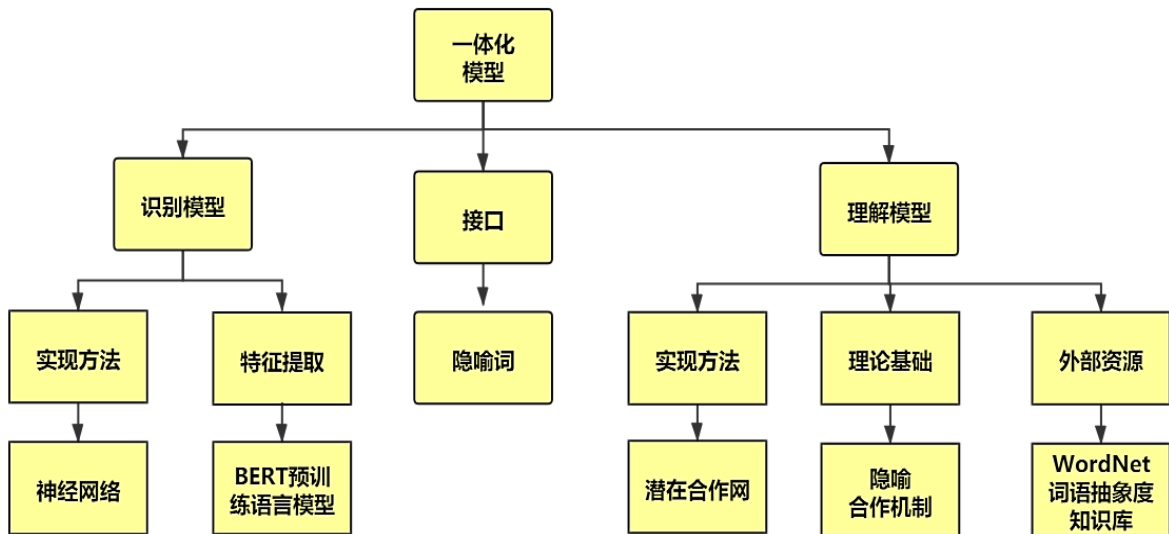 一体化
模型
识别模型
接口
理解模型
实现方法
特征提取
隐喻词
实现方法
理论基础
外部资源
神经网络
BERT预训
练语言模型
潜在合作网
隐喻
合作机制
WordNet
词语抽象度
知识库